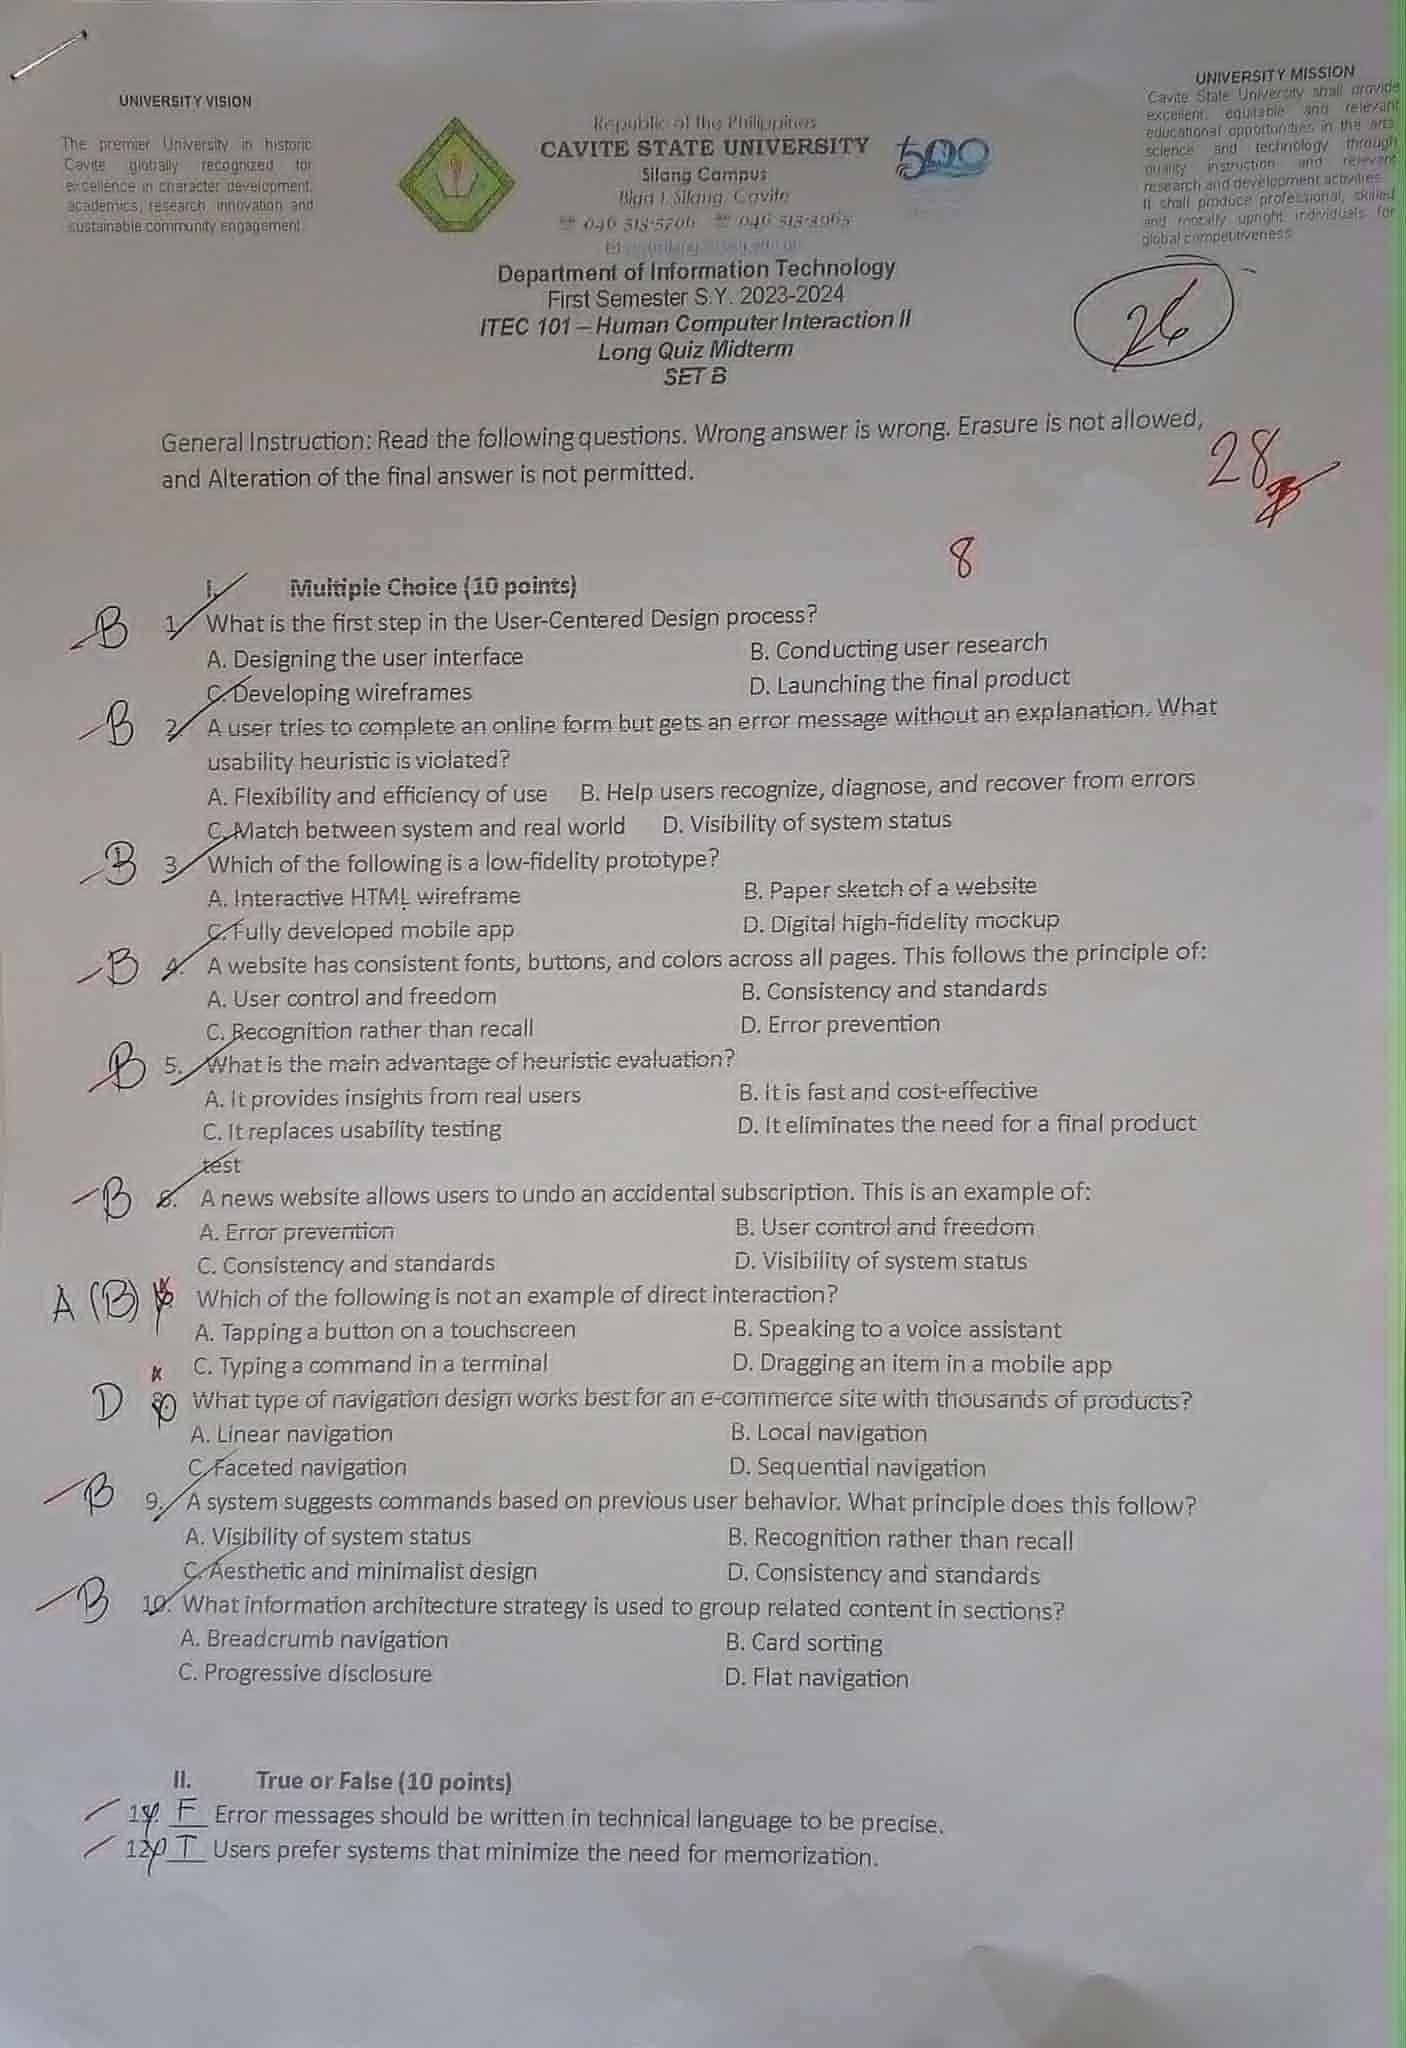 UNIVERSITY VISION
The premier University in historic
Cavite globally recognized for
excellence in character development,
academics, research, innovation and
sustainable community engagement.
Republic of the Philippines
CAVITE STATE UNIVERSITY
Silang Campus
Biga I, Silang, Cavite
500
UNIVERSITY MISSION
Cavite State University shall provide
excellent, equitable and relevant
educational opportunities in the arts,
science and technology through
quality instruction and relevant
research and development activities.
It shall produce professional, skilled
and morally upright individuals for
global competitiveness.
Department of Information Technology
First Semester S.Y. 2023-2024
ITEC 101 – Human Computer Interaction II
Long Quiz Midterm
SET B
26
General Instruction: Read the following questions. Wrong answer is wrong. Erasure is not allowed,
and Alteration of the final answer is not permitted.
28
8
I. Multiple Choice (10 points)
B 1. What is the first step in the User-Centered Design process?
A. Designing the user interface B. Conducting user research
C. Developing wireframes D. Launching the final product
B 2. A user tries to complete an online form but gets an error message without an explanation. What
usability heuristic is violated?
A. Flexibility and efficiency of use B. Help users recognize, diagnose, and recover from errors
C. Match between system and real world D. Visibility of system status
B 3. Which of the following is a low-fidelity prototype?
A. Interactive HTML wireframe B. Paper sketch of a website
C. Fully developed mobile app D. Digital high-fidelity mockup
B 4. A website has consistent fonts, buttons, and colors across all pages. This follows the principle of:
A. User control and freedom B. Consistency and standards
C. Recognition rather than recall D. Error prevention
B 5. What is the main advantage of heuristic evaluation?
A. It provides insights from real users B. It is fast and cost-effective
C. It replaces usability testing D. It eliminates the need for a final product
test
B 6. A news website allows users to undo an accidental subscription. This is an example of:
A. Error prevention B. User control and freedom
C. Consistency and standards D. Visibility of system status
A (B) Which of the following is not an example of direct interaction?
A. Tapping a button on a touchscreen B. Speaking to a voice assistant
C. Typing a command in a terminal D. Dragging an item in a mobile app
D What type of navigation design works best for an e-commerce site with thousands of products?
A. Linear navigation B. Local navigation
C. Faceted navigation D. Sequential navigation
B 9. A system suggests commands based on previous user behavior. What principle does this follow?
A. Visibility of system status B. Recognition rather than recall
C. Aesthetic and minimalist design D. Consistency and standards
B 10. What information architecture strategy is used to group related content in sections?
A. Breadcrumb navigation B. Card sorting
C. Progressive disclosure D. Flat navigation
II. True or False (10 points)
11. F Error messages should be written in technical language to be precise.
12. T Users prefer systems that minimize the need for memorization.